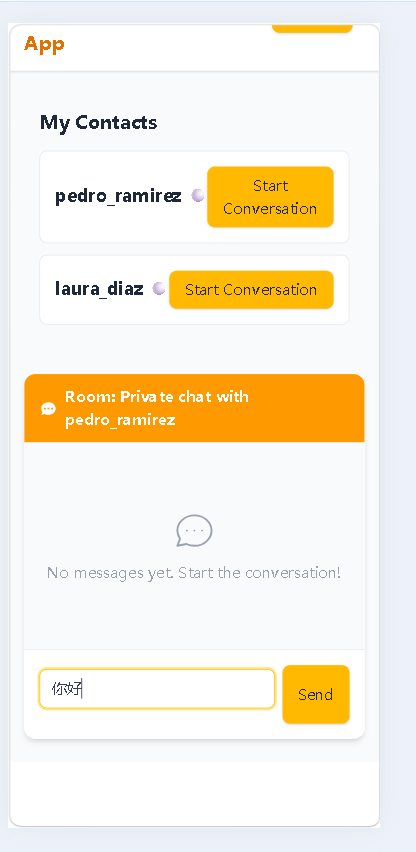 App
My Contacts
pedro_ramirez
Start
Conversation
laura_diaz
Start Conversation
Room: Private chat with
pedro_ramirez
No messages yet. Start the conversation!
你好
Send